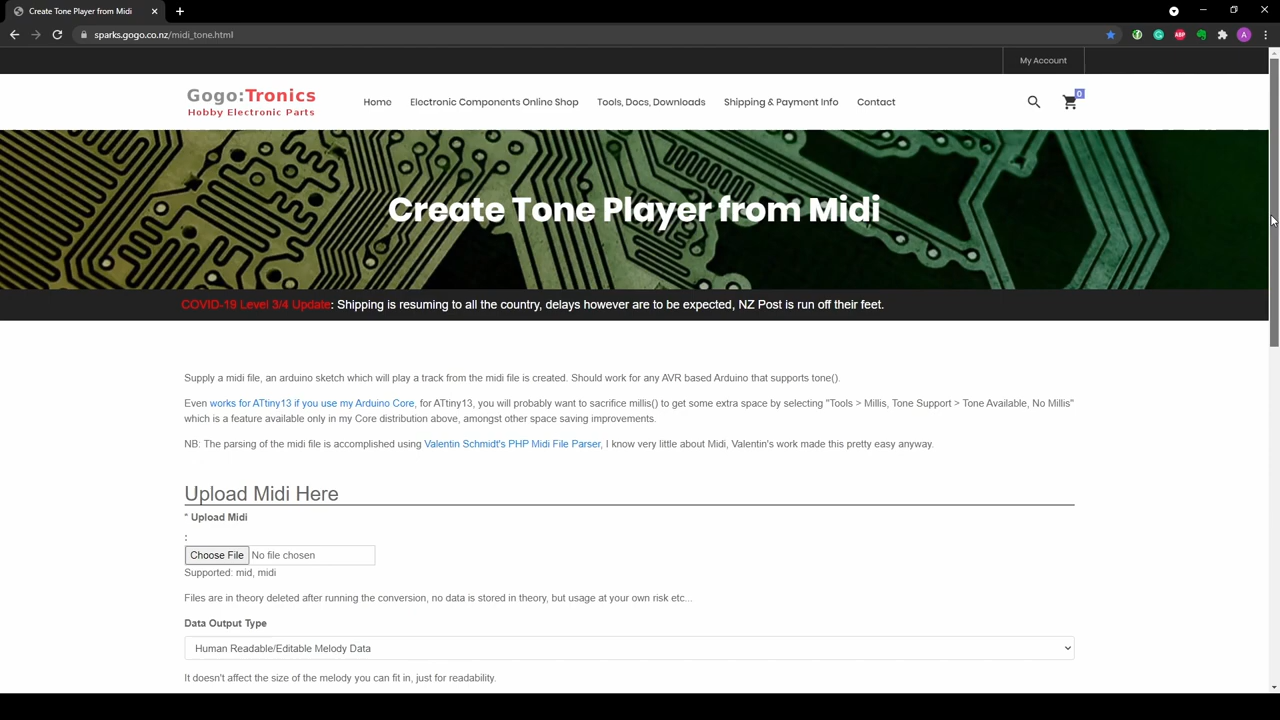 Create Tone Player from Midi
sparks.gogo.co.nz/midi_tone.html
ABP
A
My Account
Gogo:Tronics
Hobby Electronic Parts
Home
Electronic Components Online Shop
Tools, Docs, Downloads
Shipping & Payment Info
Contact
0
Create Tone Player from Midi
COVID-19 Level 3/4 Update: Shipping is resuming to all the country, delays however are to be expected, NZ Post is run off their feet.
Supply a midi file, an arduino sketch which will play a track from the midi file is created. Should work for any AVR based Arduino that supports tone().
Even works for ATtiny13 if you use my Arduino Core, for ATtiny13, you will probably want to sacrifice millis() to get some extra space by selecting "Tools > Millis, Tone Support > Tone Available, No Millis"
which is a feature available only in my Core distribution above, amongst other space saving improvements.
NB: The parsing of the midi file is accomplished using Valentin Schmidt's PHP Midi File Parser, I know very little about Midi, Valentin's work made this pretty easy anyway.
Upload Midi Here
* Upload Midi
:
Choose File No file chosen
Supported: mid, midi
Files are in theory deleted after running the conversion, no data is stored in theory, but usage at your own risk etc...
Data Output Type
Human Readable/Editable Melody Data
It doesn't affect the size of the melody you can fit in, just for readability.